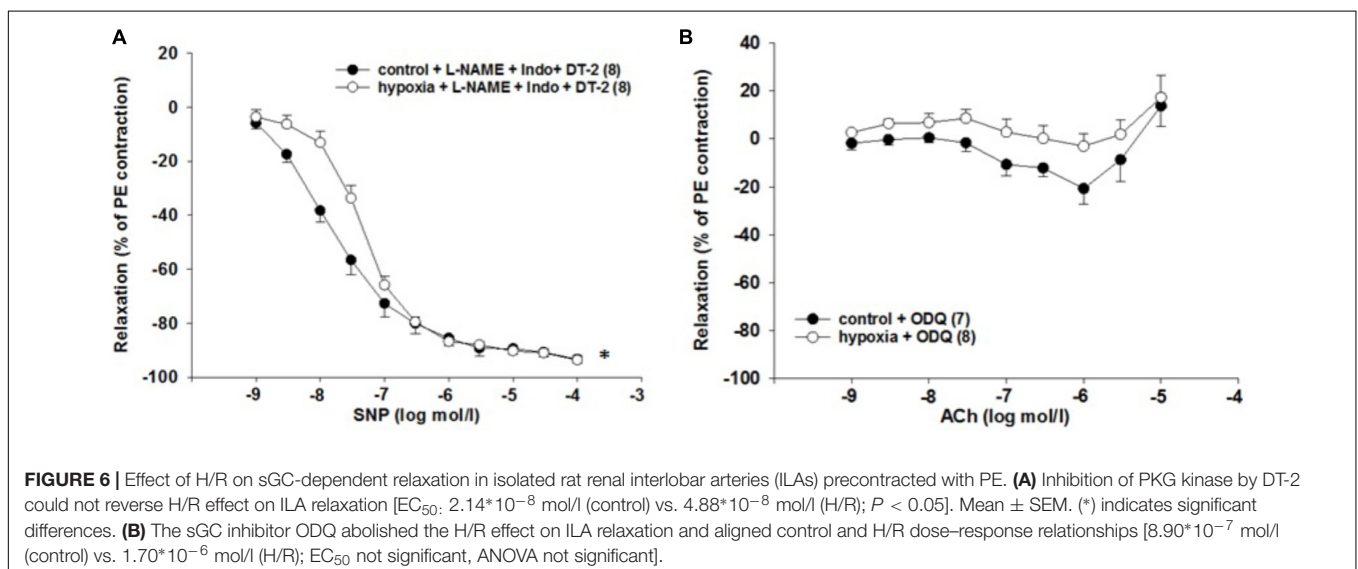 A
20
0
-20
-40
-60
-80
-100
Relaxation (% of PE contraction)
control + L-NAME + Indo+ DT-2 (8)
hypoxia + L-NAME + Indo + DT-2 (8)
*
-9 -8 -7 -6 -5 -4 -3
SNP (log mol/l)
B
40
20
0
-20
-40
-60
-80
-100
Relaxation (% of PE contraction)
control + ODQ (7)
hypoxia + ODQ (8)
-9 -8 -7 -6 -5 -4
ACh (log mol/l)
FIGURE 6 | Effect of H/R on sGC-dependent relaxation in isolated rat renal interlobar arteries (ILAs) precontracted with PE. (A) Inhibition of PKG kinase by DT-2
could not reverse H/R effect on ILA relaxation [EC50: 2.14*10−8 mol/l (control) vs. 4.88*10−8 mol/l (H/R); P < 0.05]. Mean ± SEM. (*) indicates significant
differences. (B) The sGC inhibitor ODQ abolished the H/R effect on ILA relaxation and aligned control and H/R dose–response relationships [8.90*10−7 mol/l
(control) vs. 1.70*10−6 mol/l (H/R); EC50 not significant, ANOVA not significant].